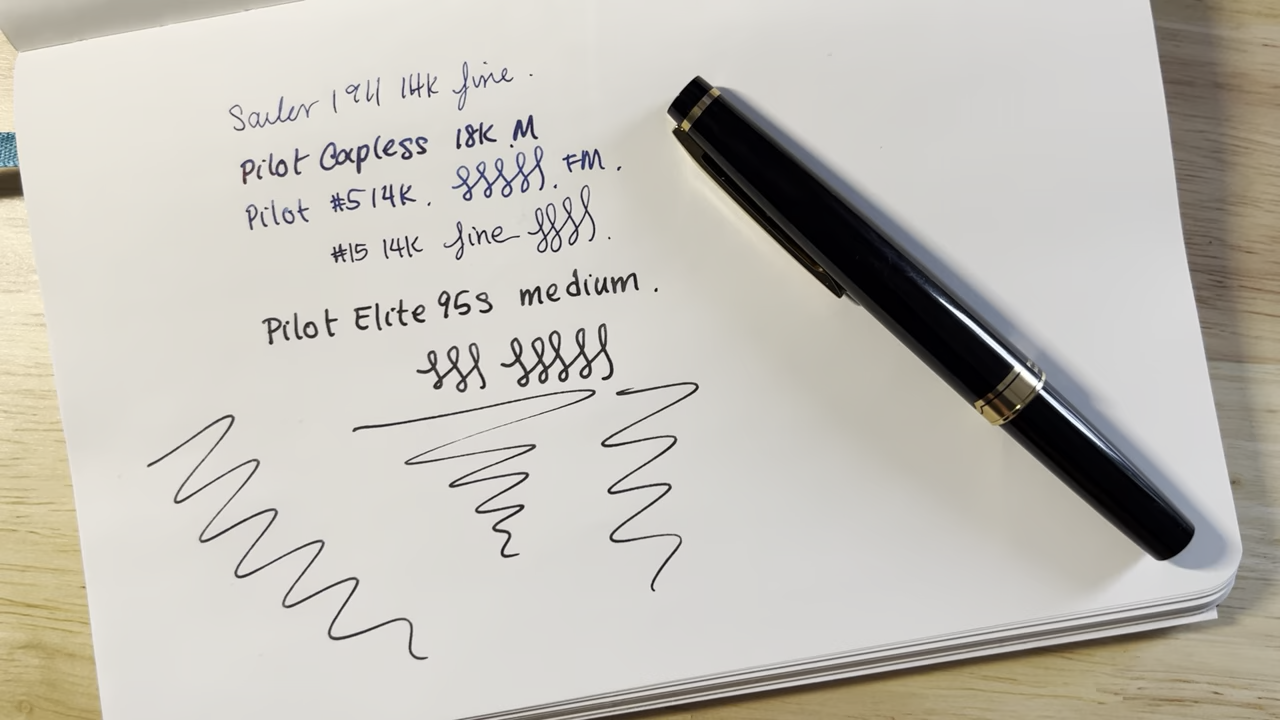 Sailor 1911 14K fine.
Pilot Capless 18K M
Pilot #5 14K. FM.
#15 14K fine
Pilot Elite 95s medium.